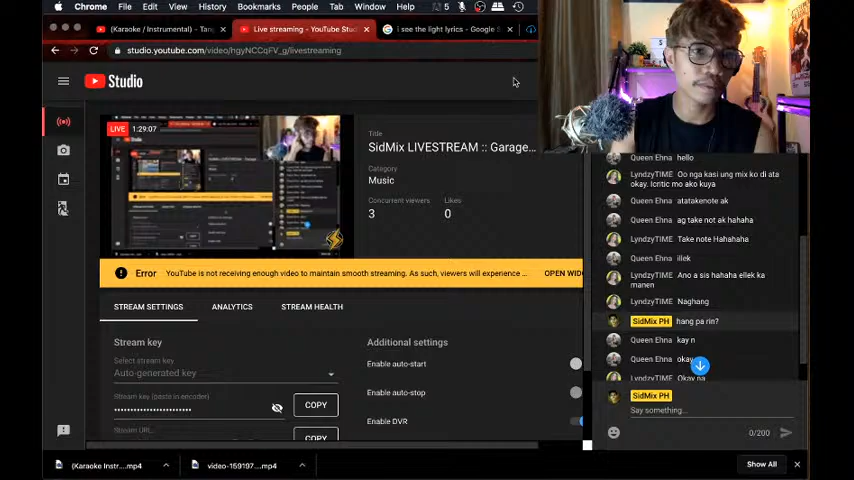 Chrome File Edit View History Bookmarks People Tab Window Help 5
(Karaoke / Instrumental) - Tang
Live streaming - YouTube Stud
i see the light lyrics - Google S
studio.youtube.com/video/hgyNCCqFV_g/livestreaming
Studio
LIVE 1:29:07
Title
SidMix LIVESTREAM :: Garage...
Category
Music
Concurrent viewers Likes
3 0
Error YouTube is not receiving enough video to maintain smooth streaming. As such, viewers will experience ... OPEN WID
STREAM SETTINGS ANALYTICS STREAM HEALTH
Stream key
Select stream key
Auto-generated key
Stream key (paste in encoder)
COPY
Stream URL
COPY
Additional settings
Enable auto-start
Enable auto-stop
Enable DVR
Queen Ehna hello
LyndzyTIME Oo nga kasi ung mix ko di ata
okay. Icritic mo ako kuya
Queen Ehna atatakenote ak
Queen Ehna ag take not ak hahaha
LyndzyTIME Take note Hahahaha
Queen Ehna illek
LyndzyTIME Ano a sis hahaha ellek ka
manen
LyndzyTIME Naghang
SidMix PH hang pa rin?
Queen Ehna kay n
Queen Ehna okay
LyndzyTIME Okay na
SidMix PH
Say something...
0/200
(Karaoke Instr....mp4
video-159197....mp4
Show All